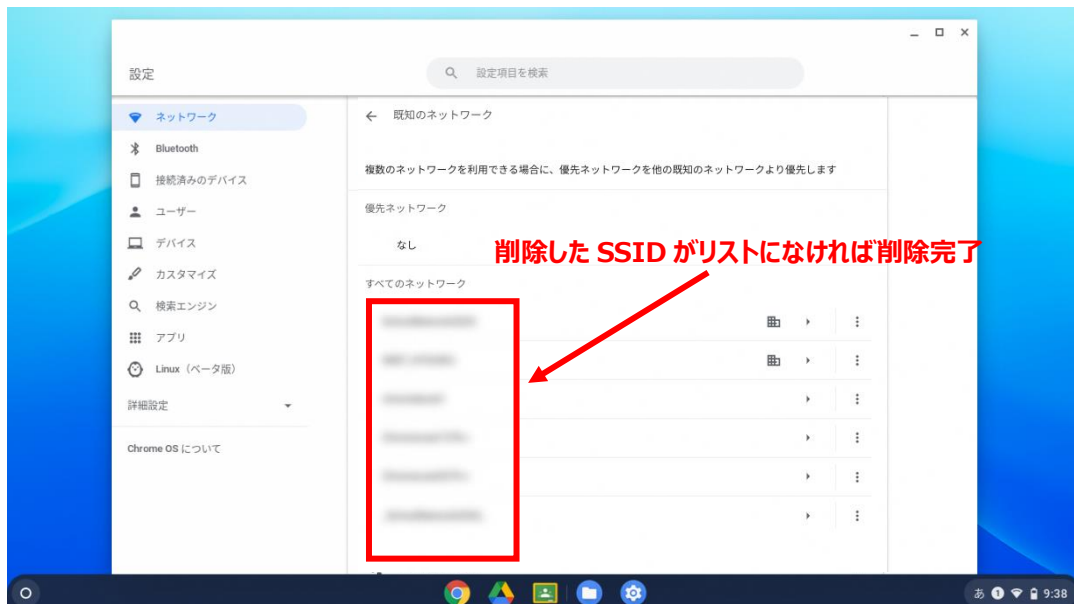 設定
設定項目を検索
ネットワーク
Bluetooth
接続済みのデバイス
ユーザー
デバイス
カスタマイズ
検索エンジン
アプリ
Linux（ベータ版）
詳細設定
Chrome OS について
既知のネットワーク
複数のネットワークを利用できる場合に、優先ネットワークを他の既知のネットワークより優先します
優先ネットワーク
なし
削除した SSID がリストになければ削除完了
すべてのネットワーク
あ 1 9:38